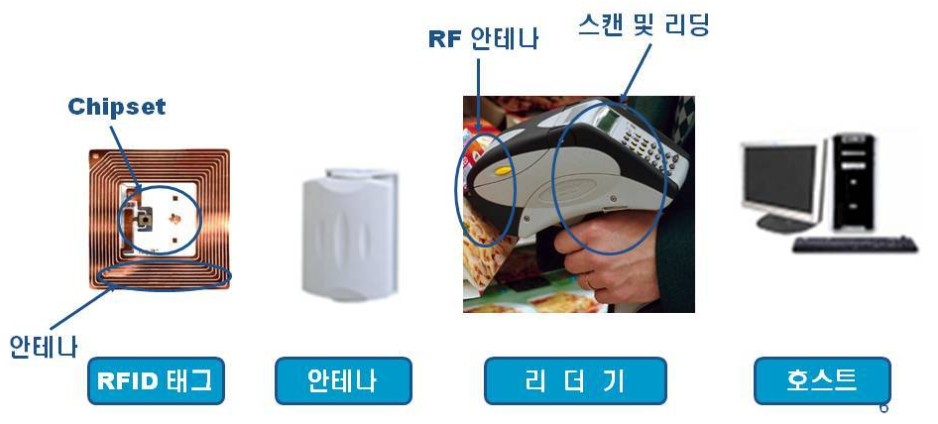 스캔 및 리딩
RF 안테나
Chipset
안테나
RFID 태그
안테나
리 더 기
호스트
6